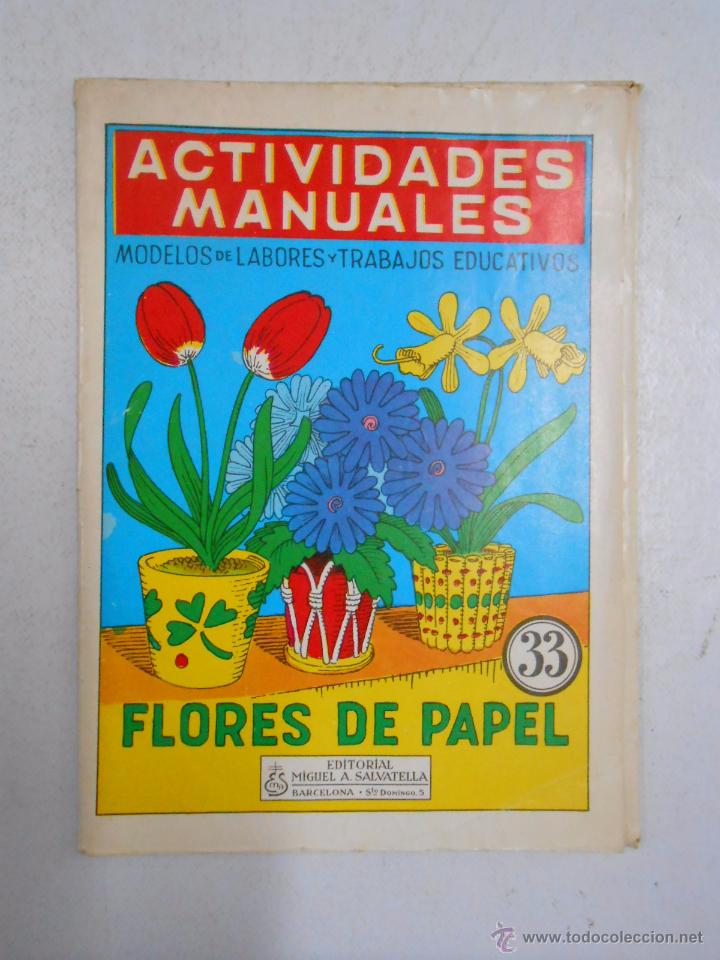 ACTIVIDADES
MANUALES
MODELOS DE LABORES Y TRABAJOS EDUCATIVOS
33
FLORES DE PAPEL
EDITORIAL
MIGUEL A. SALVATELLA
BARCELONA • Sto DOMINGO, 5
© www.todocoleccion.net